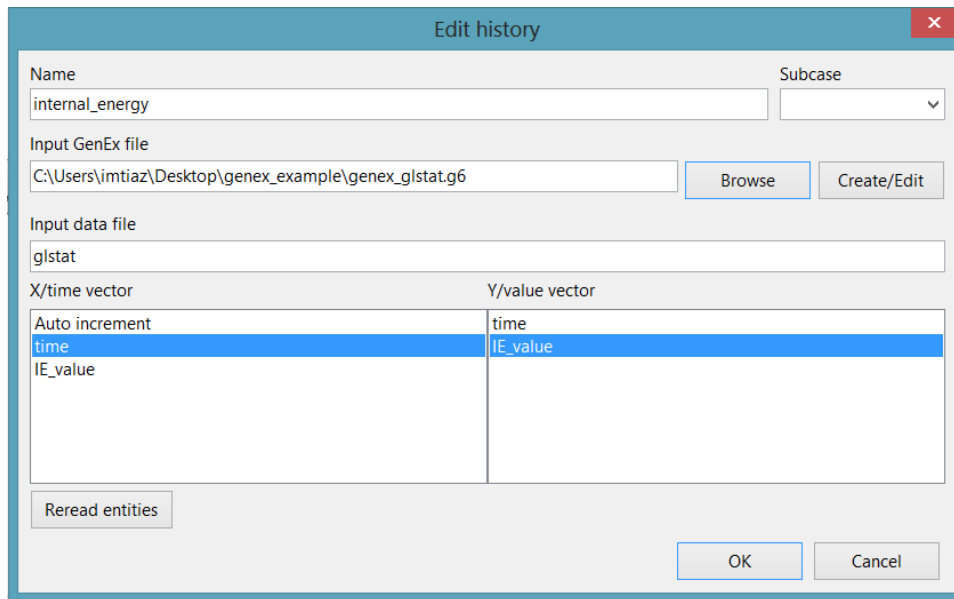 Edit history
Name Subcase
internal_energy
Input GenEx file
C:\Users\imtiaz\Desktop\genex_example\genex_glstat.g6 Browse Create/Edit
Input data file
glstat
X/time vector Y/value vector
Auto increment time
time IE_value
IE_value
Reread entities
OK Cancel